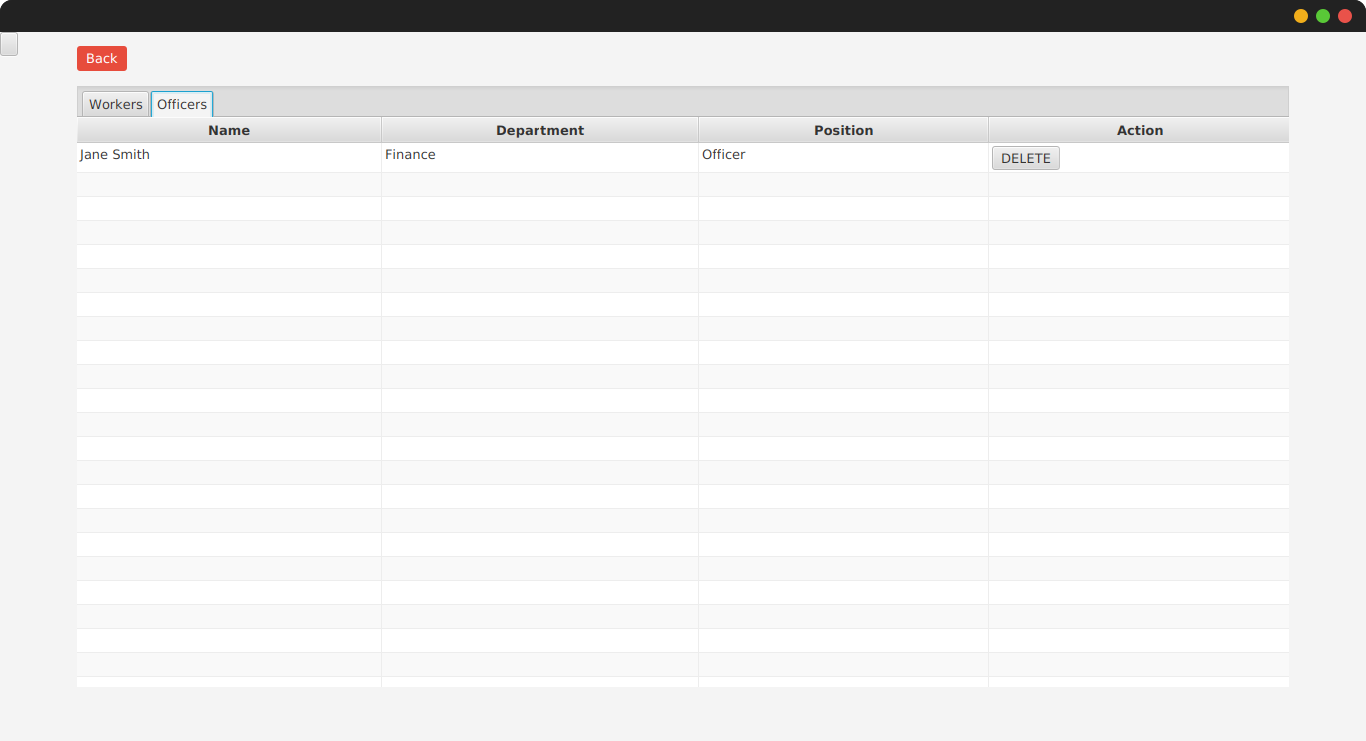 Back
Workers Officers
Name Department Position Action
Jane Smith Finance Officer DELETE